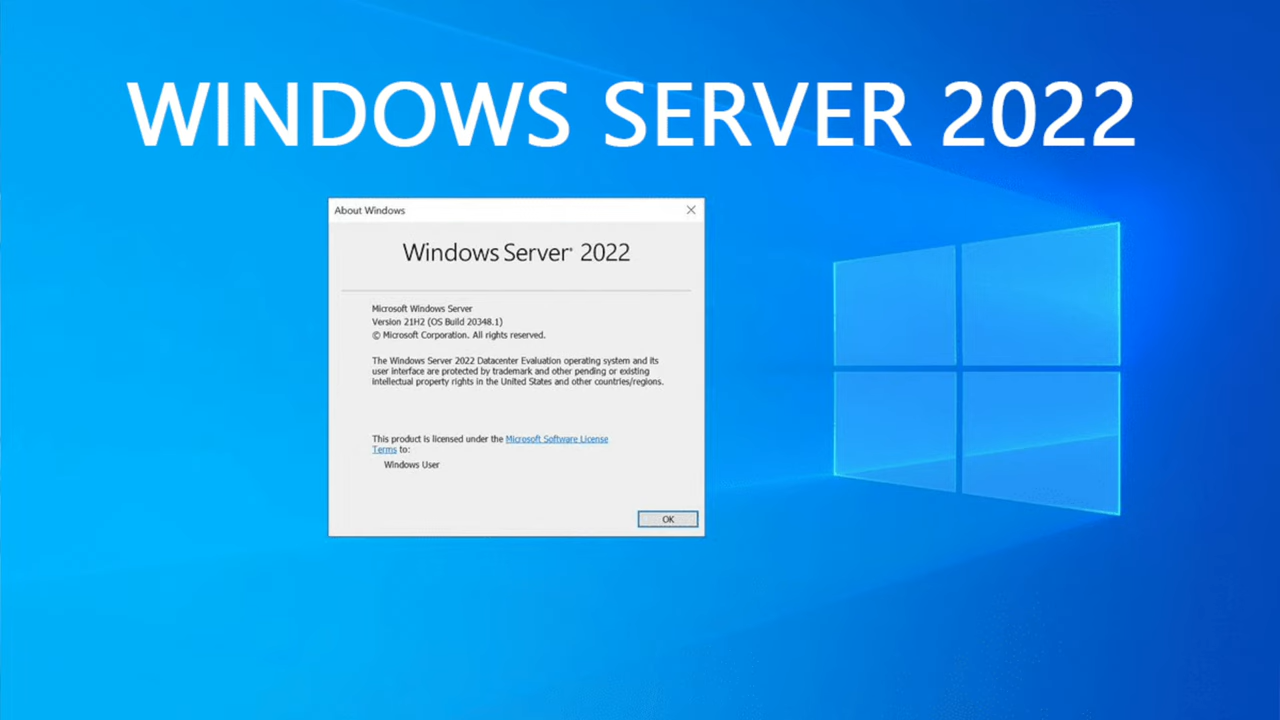 WINDOWS SERVER 2022
About Windows
Windows Server® 2022
Microsoft Windows Server
Version 21H2 (OS Build 20348.1)
© Microsoft Corporation. All rights reserved.
The Windows Server 2022 Datacenter Evaluation operating system and its
user interface are protected by trademark and other pending or existing
intellectual property rights in the United States and other countries/regions.
This product is licensed under the Microsoft Software License
Terms to:
Windows User
OK